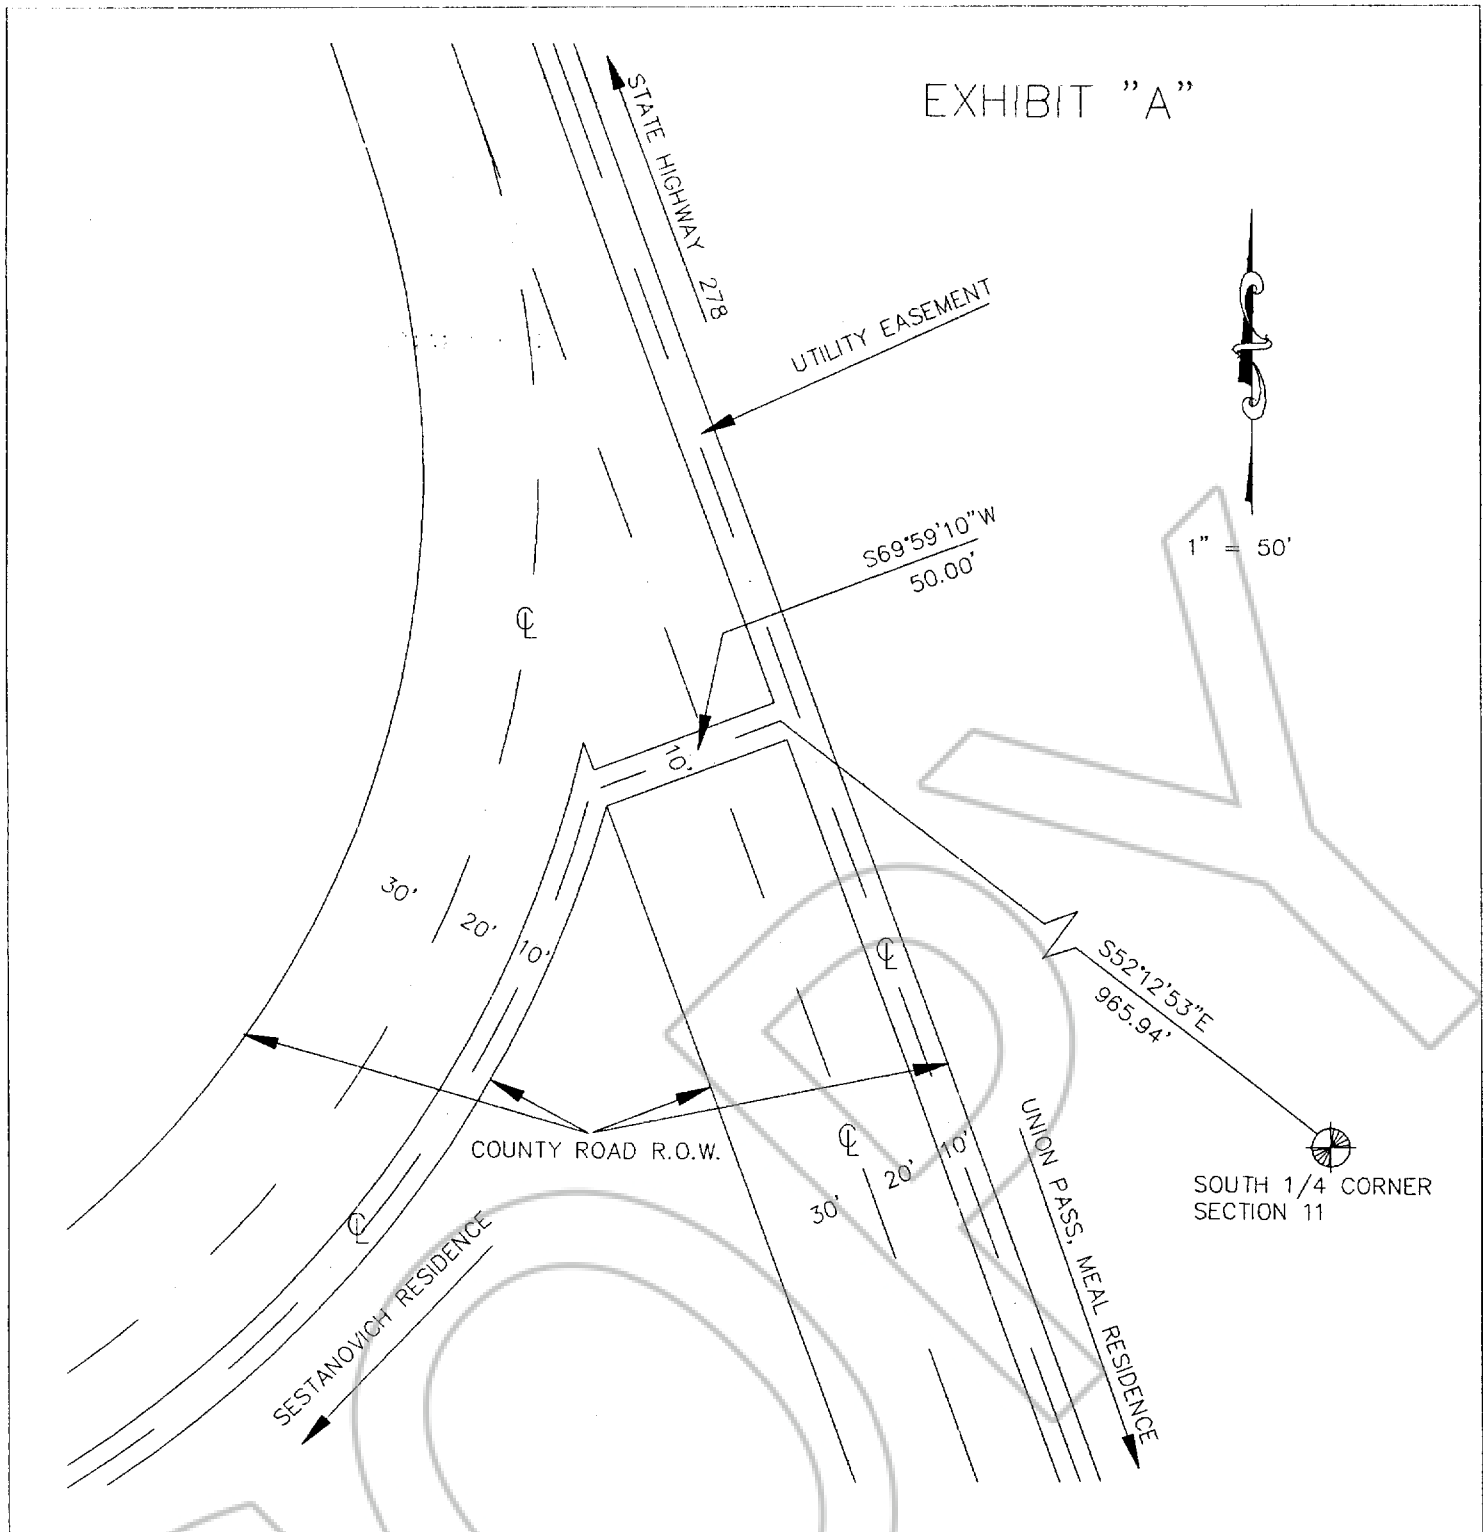 EXHIBIT "A"
STATE HIGHWAY 278
UTILITY EASEMENT
S69°59'10"W
50.00'
1" = 50'
℄
10'
30'
20'
10'
℄
S52°12'53"E
965.94'
COUNTY ROAD R.O.W.
℄
10'
20'
30'
UNION PASS, MEAL RESIDENCE
SOUTH 1/4 CORNER
SECTION 11
℄
SESTANOVICH RESIDENCE
COPY